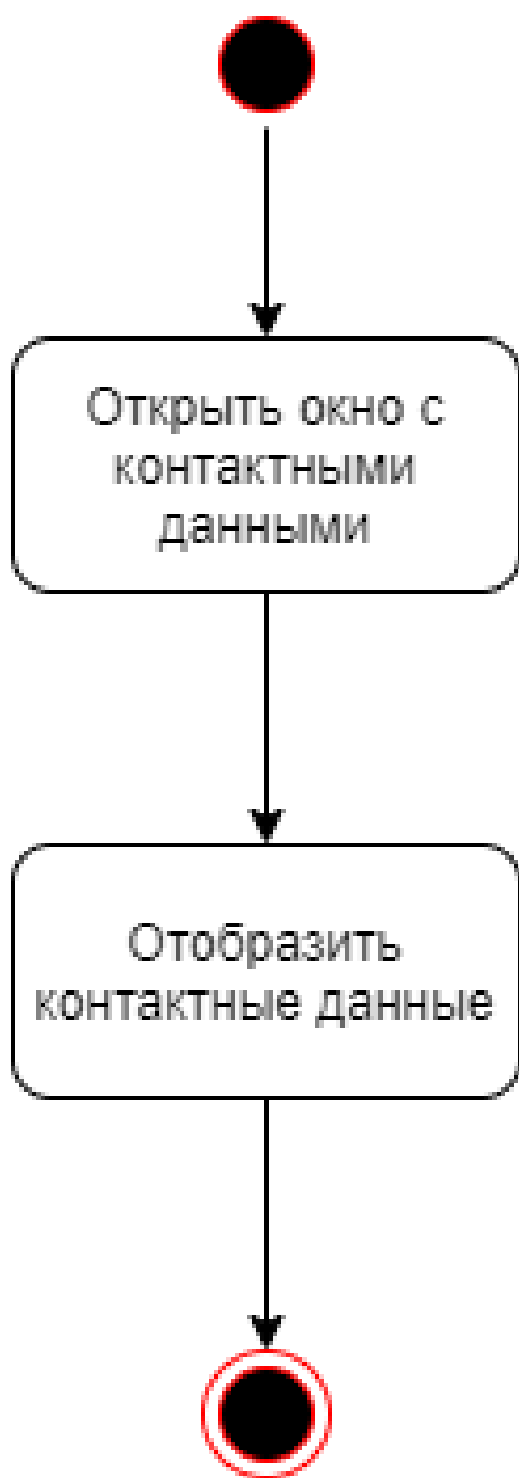 Открыть окно с
контактными
данными
Отобразить
контактные данные